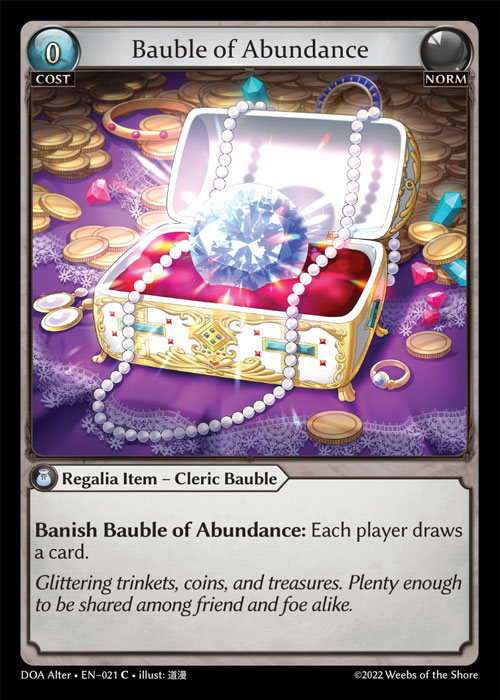 0
Bauble of Abundance
COST
NORM
Regalia Item – Cleric Bauble
Banish Bauble of Abundance: Each player draws
a card.
Glittering trinkets, coins, and treasures. Plenty enough
to be shared among friend and foe alike.
DOA Alter • EN–021 C • illust: 道漫
©2022 Weebs of the Shore